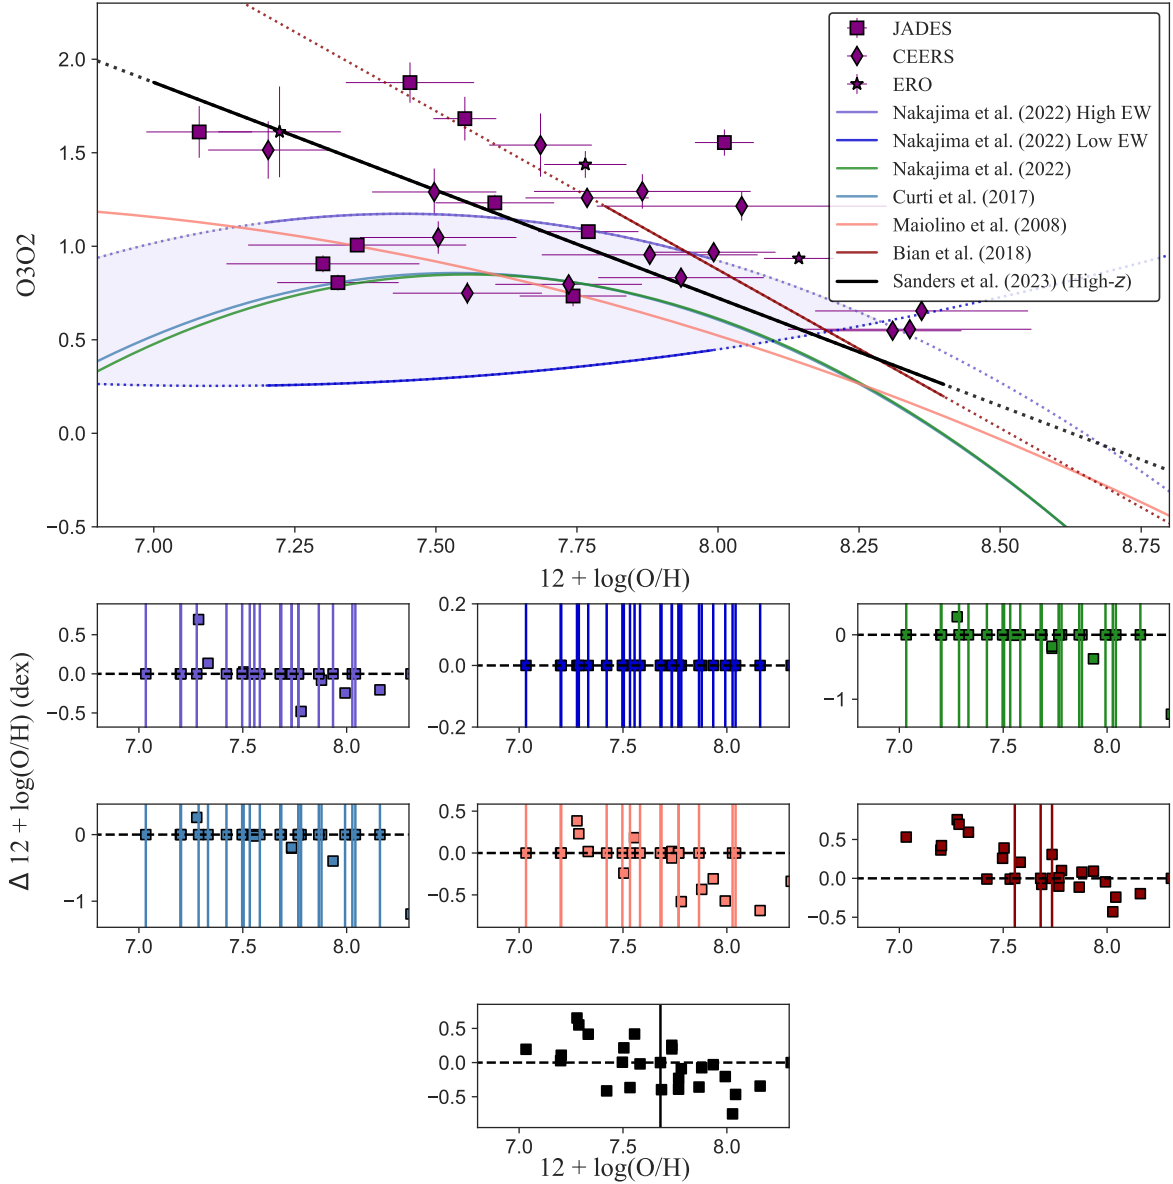 O3O2
2.0
1.5
1.0
0.5
0.0
−0.5
JADES
CEERS
ERO
Nakajima et al. (2022) High EW
Nakajima et al. (2022) Low EW
Nakajima et al. (2022)
Curti et al. (2017)
Maiolino et al. (2008)
Bian et al. (2018)
Sanders et al. (2023) (High-z)
7.00 7.25 7.50 7.75 8.00 8.25 8.50 8.75
12 + log(O/H)
Δ 12 + log(O/H) (dex)
0.5
0.0
−0.5
7.0 7.5 8.0
0.2
0.0
−0.2
7.0 7.5 8.0
0
−1
7.0 7.5 8.0
0
−1
7.0 7.5 8.0
0.5
0.0
−0.5
7.0 7.5 8.0
0.5
0.0
−0.5
7.0 7.5 8.0
0.5
0.0
−0.5
7.0 7.5 8.0
12 + log(O/H)